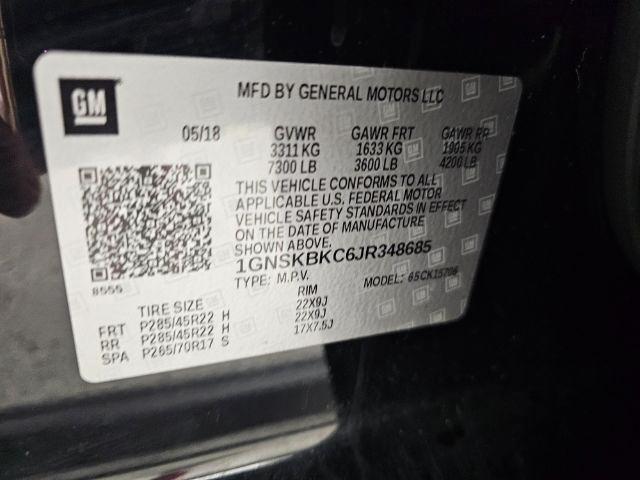 GM
MFD BY GENERAL MOTORS LLC
05/18 GVWR GAWR FRT GAWR RR
3311 KG 1633 KG 1905 KG
7300 LB 3600 LB 4200 LB
THIS VEHICLE CONFORMS TO ALL
APPLICABLE U.S. FEDERAL MOTOR
VEHICLE SAFETY STANDARDS IN EFFECT
ON THE DATE OF MANUFACTURE
SHOWN ABOVE.
1GNSKBKC6JR348685
8555 TYPE: M.P.V. MODEL: 6SCK15706
TIRE SIZE RIM
FRT P285/45R22 H 22X9J
RR P285/45R22 H 22X9J
SPA P265/70R17 S 17X7.5J